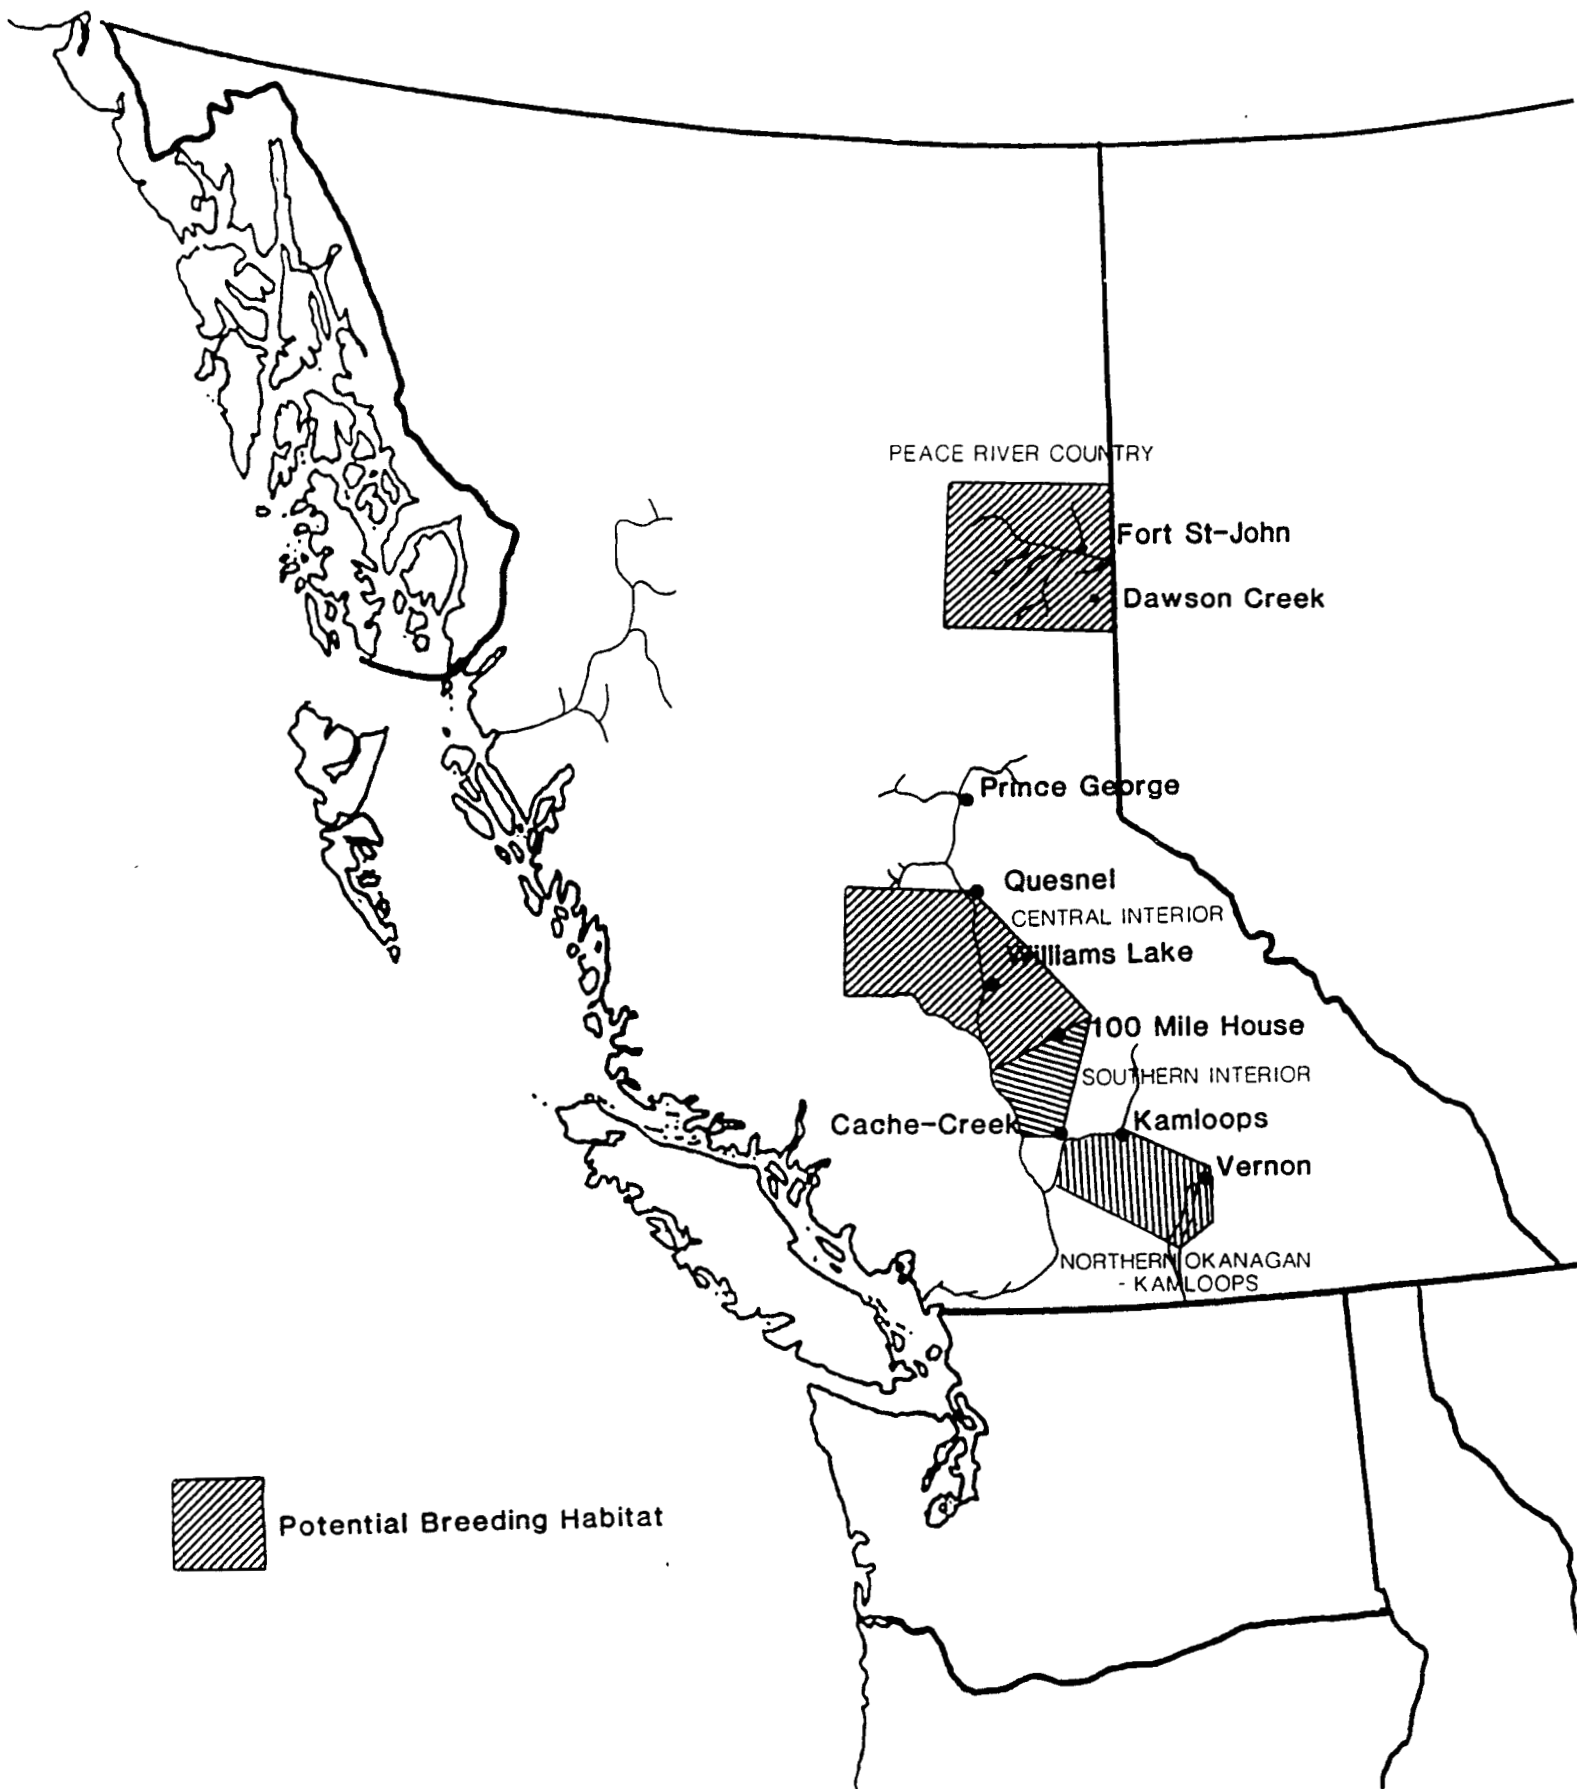 PEACE RIVER COUNTRY
Fort St-John
Dawson Creek
Prince George
Quesnel
CENTRAL INTERIOR
Williams Lake
100 Mile House
SOUTHERN INTERIOR
Cache-Creek
Kamloops
Vernon
NORTHERN OKANAGAN
- KAMLOOPS
Potential Breeding Habitat